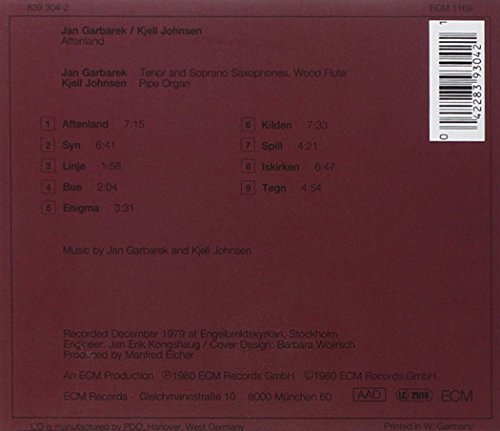 839 304-2
ECM 1169
Jan Garbarek / Kjell Johnsen
Aftenland
Jan Garbarek Tenor and Soprano Saxophones, Wood Flute
Kjell Johnsen Pipe Organ
1 Aftenland 7:15
2 Syn 6:41
3 Linje 1:58
4 Bue 2:04
5 Enigma 3:31
6 Kilden 7:33
7 Spill 4:21
8 Iskirken 6:47
9 Tegn 4:54
Music by Jan Garbarek and Kjell Johnsen
Recorded December 1979 at Engelbrektskyrkan, Stockholm
Engineer: Jan Erik Kongshaug / Cover Design: Barbara Wojirsch
Produced by Manfred Eicher
An ECM Production ℗1980 ECM Records GmbH ©1980 ECM Records GmbH
ECM Records Gleichmannstraße 10 8000 München 60 AAD LC 2516 ECM
CD is manufactured by PDO, Hanover, West Germany
Printed in W. Germany
0 42283 93042 1